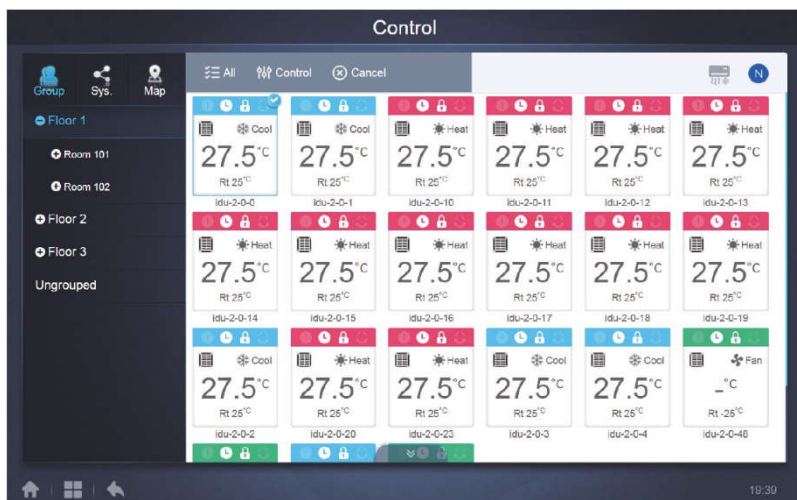 Control
Group Sys. Map
All Control Cancel
N
Floor 1
Room 101
Room 102
Floor 2
Floor 3
Ungrouped
Cool Cool Heat Heat Heat Heat
27.5°C 27.5°C 27.5°C 27.5°C 27.5°C 27.5°C
Rt 25°C Rt 25°C Rt 25°C Rt 25°C Rt 25°C Rt 25°C
idu-2-0-0 idu-2-0-1 idu-2-0-10 idu-2-0-11 idu-2-0-12 idu-2-0-13
Heat Heat Heat Heat Heat Heat
27.5°C 27.5°C 27.5°C 27.5°C 27.5°C 27.5°C
Rt 25°C Rt 25°C Rt 25°C Rt 25°C Rt 25°C Rt 25°C
idu-2-0-14 idu-2-0-15 idu-2-0-16 idu-2-0-17 idu-2-0-18 idu-2-0-19
Cool Heat Heat Cool Cool Fan
27.5°C 27.5°C 27.5°C 27.5°C 27.5°C _°C
Rt 25°C Rt 25°C Rt 25°C Rt 25°C Rt 25°C Rt -25°C
idu-2-0-2 idu-2-0-20 idu-2-0-23 idu-2-0-3 idu-2-0-4 idu-2-0-48
19:39